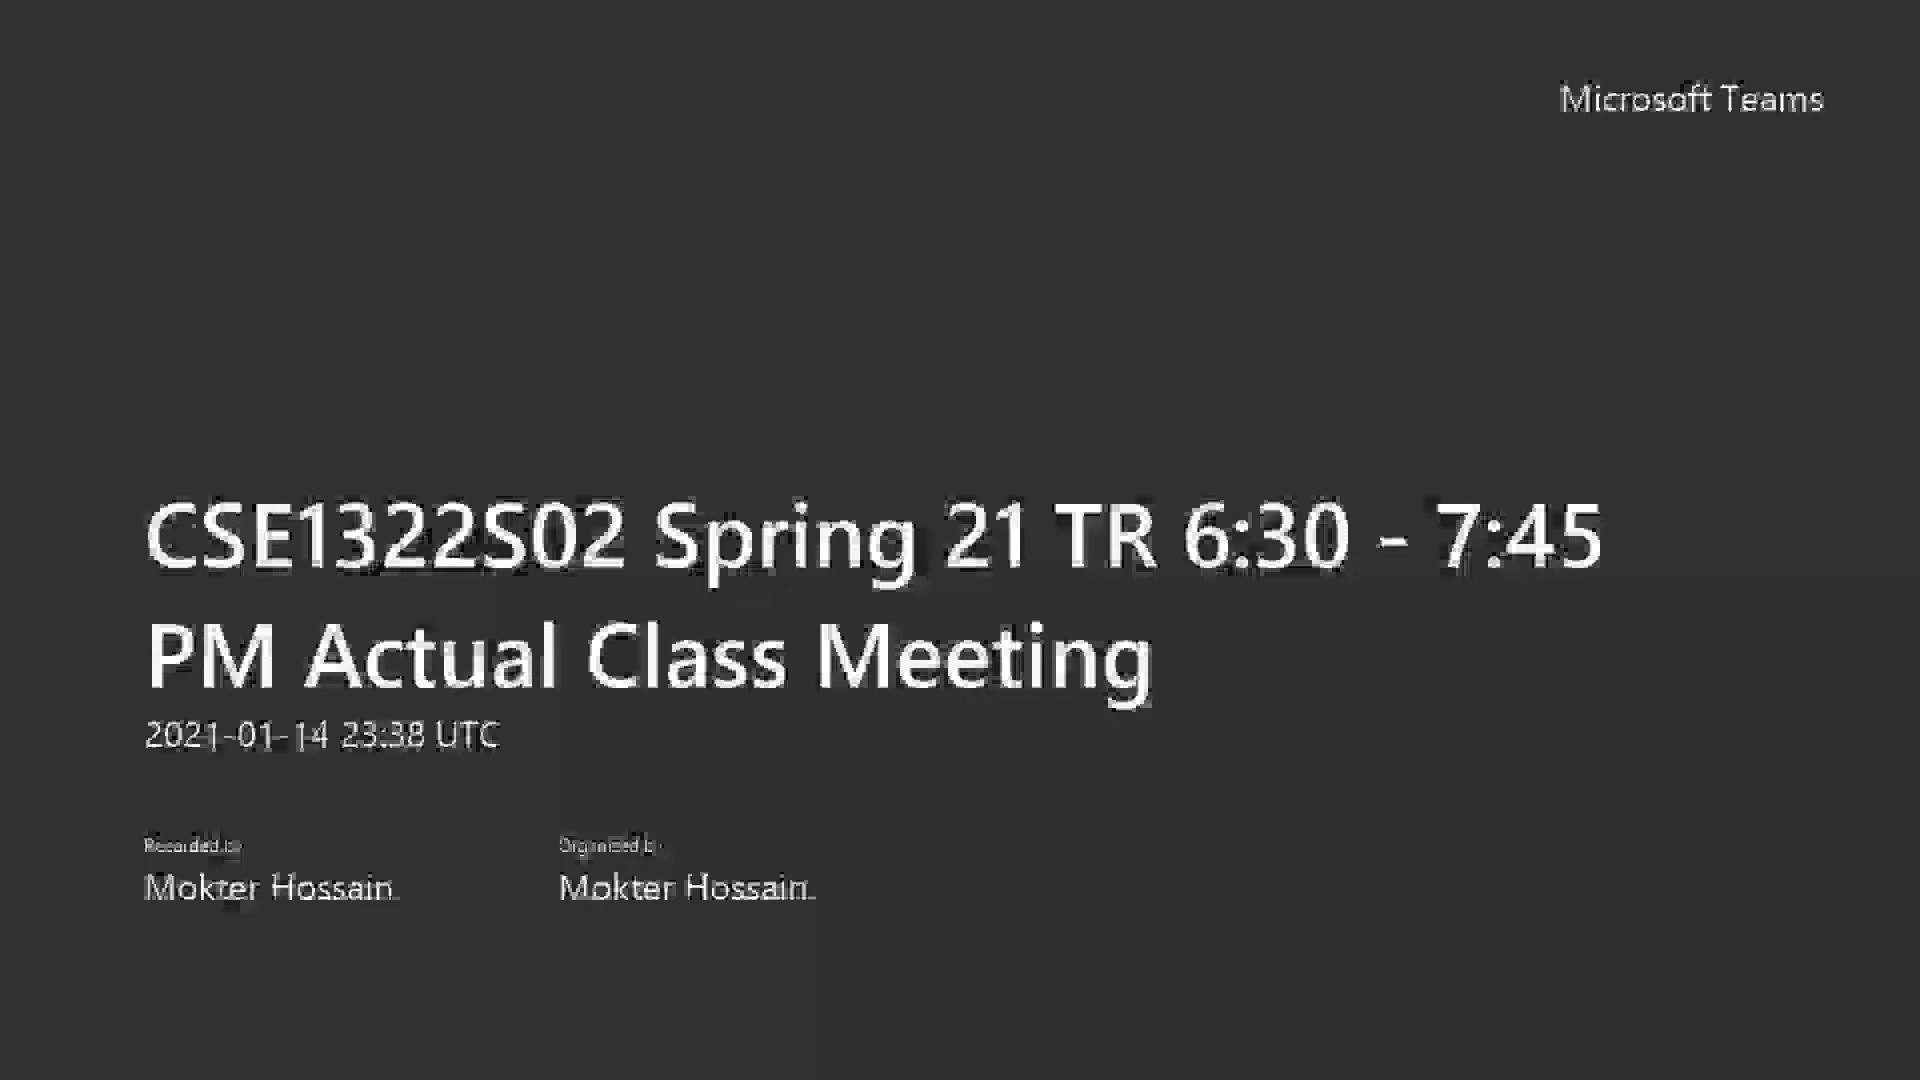 Microsoft Teams
CSE1322S02 Spring 21 TR 6:30 - 7:45
PM Actual Class Meeting
2021-01-14 23:38 UTC
Recorded by
Organized by
Mokter Hossain
Mokter Hossain